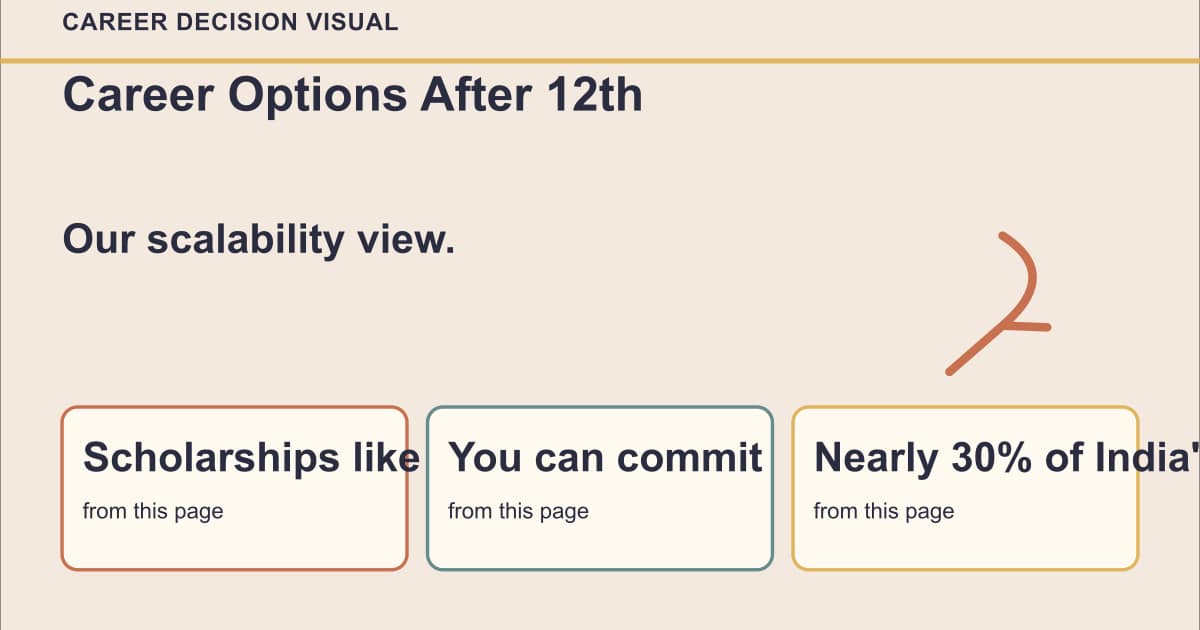 CAREER DECISION VISUAL
Career Options After 12th
Our scalability view.
Scholarships like
from this page
You can commit
from this page
Nearly 30% of India'
from this page